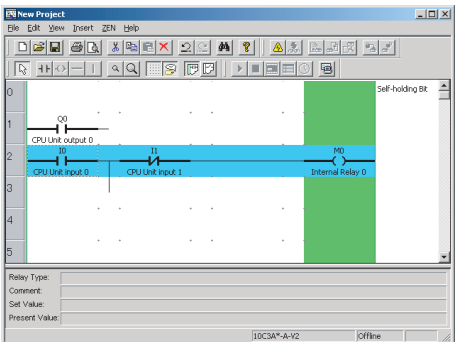 New Project
File Edit View Insert ZEN Help
0
Self-holding Bit
1
Q0
CPU Unit output 0
2
I0
I1
M0
CPU Unit input 0
CPU Unit input 1
Internal Relay 0
3
4
5
Relay Type:
Comment:
Set Value:
Present Value:
10C3A*-A-V2
Offline